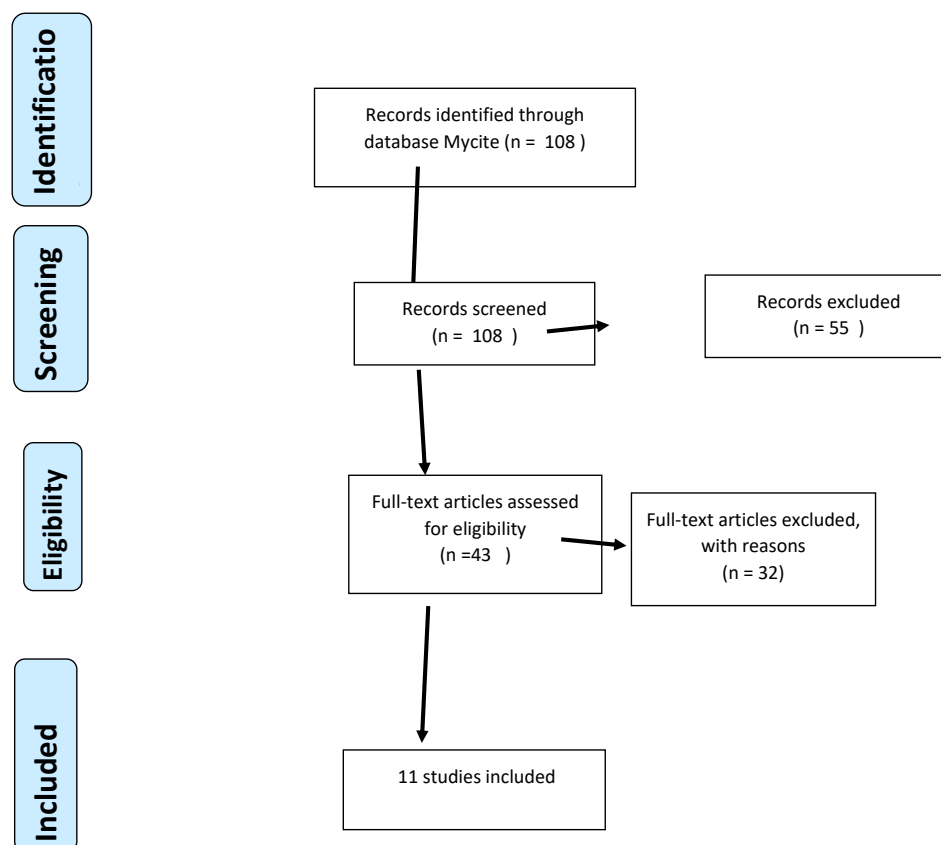 Identificatio
Records identified through
database Mycite (n =  108 )
Screening
Records screened
(n =  108  )
Records excluded
(n = 55  )
Eligibility
Full-text articles assessed
for eligibility
(n =43   )
Full-text articles excluded,
with reasons
(n = 32)
Included
11 studies included